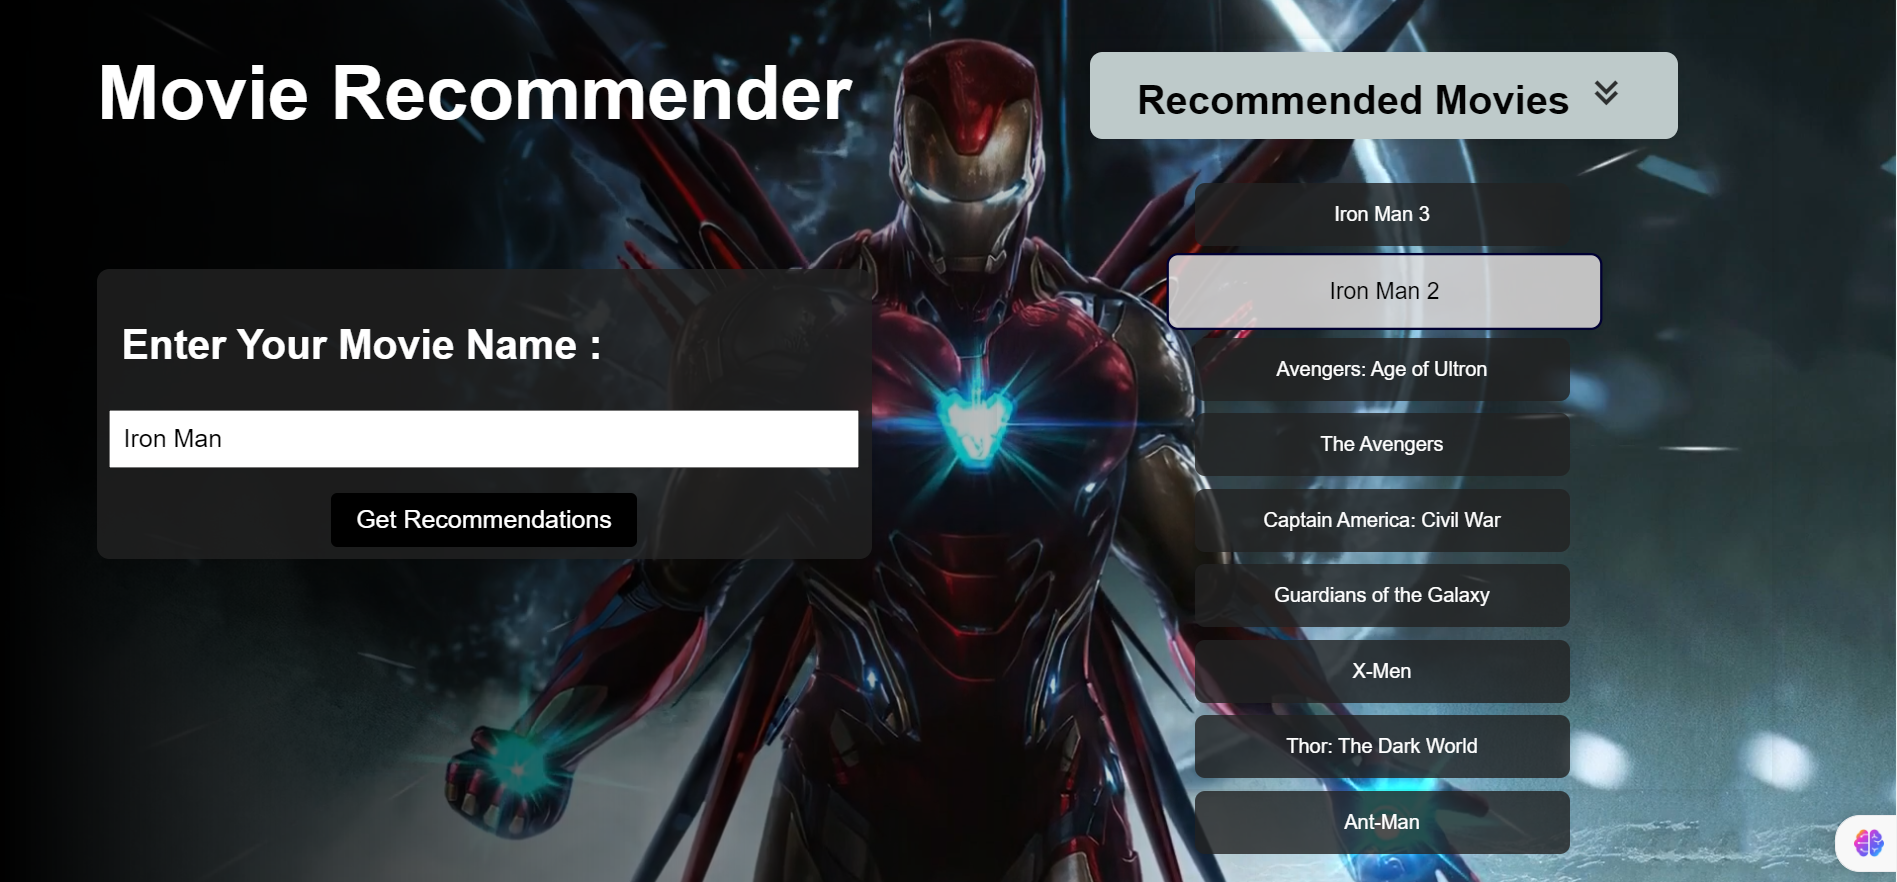 Movie Recommender
Enter Your Movie Name :
Iron Man
Get Recommendations
Recommended Movies
Iron Man 3
Iron Man 2
Avengers: Age of Ultron
The Avengers
Captain America: Civil War
Guardians of the Galaxy
X-Men
Thor: The Dark World
Ant-Man